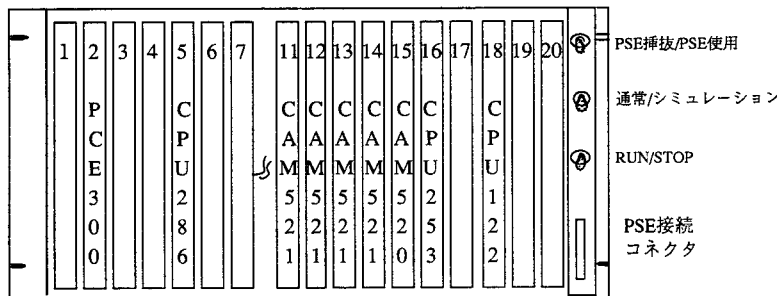 1 2 3 4 5 6 7 11 12 13 14 15 16 17 18 19 20
PCE300
CPU286
CAM521
CAM521
CAM521
CAM521
CAM520
CPU253
CPU122
PSE挿抜/PSE使用
通常/シミュレーション
RUN/STOP
PSE接続
コネクタ